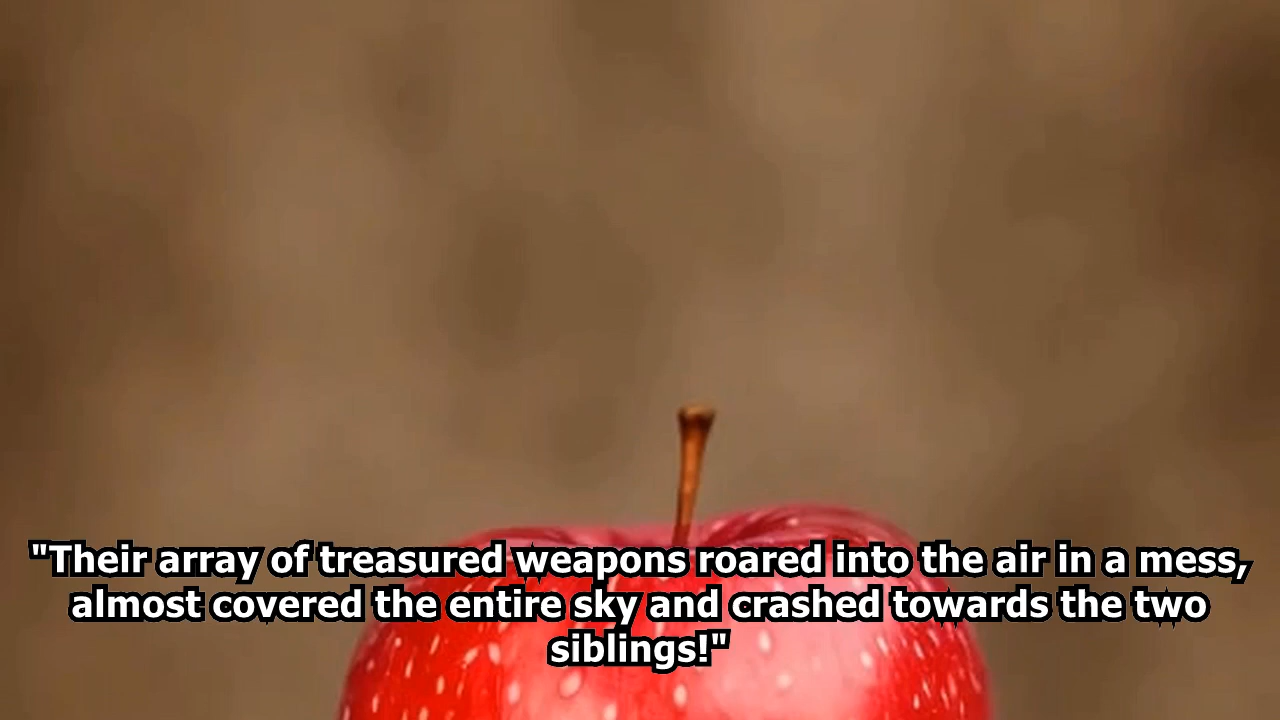 "Their array of treasured weapons roared into the air in a mess,
almost covered the entire sky and crashed towards the two
siblings!"